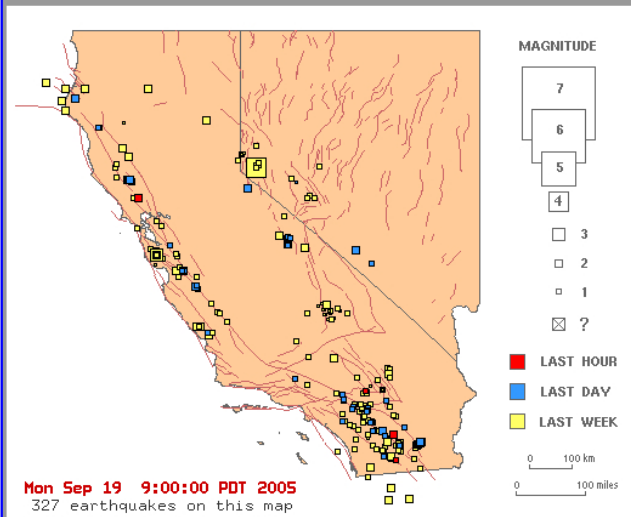 MAGNITUDE
7
6
5
4
3
2
1
?
LAST HOUR
LAST DAY
LAST WEEK
0 100 km
0 100 miles
Mon Sep 19 9:00:00 PDT 2005
327 earthquakes on this map